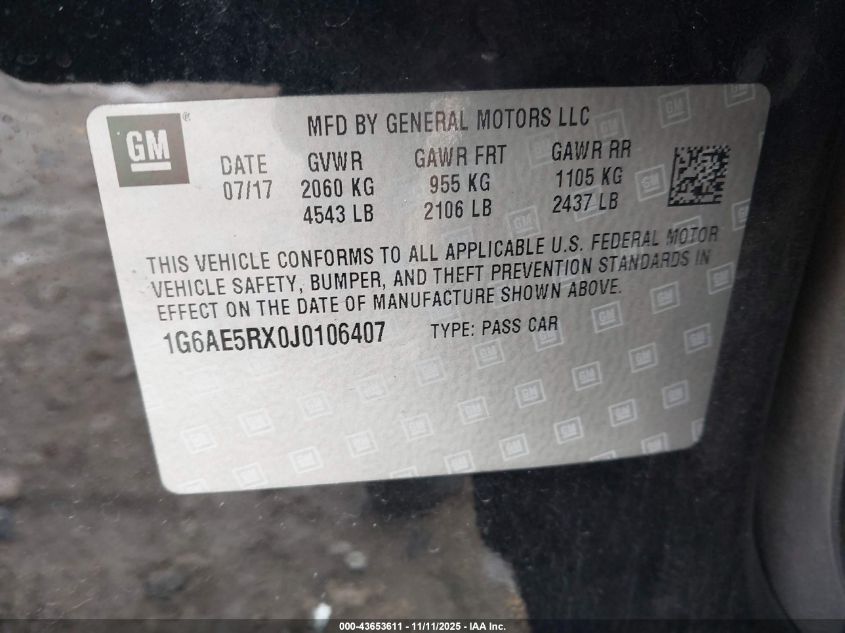 GM ®
MFD BY GENERAL MOTORS LLC
DATE GVWR GAWR FRT GAWR RR
07/17 2060 KG 955 KG 1105 KG
4543 LB 2106 LB 2437 LB
THIS VEHICLE CONFORMS TO ALL APPLICABLE U.S. FEDERAL MOTOR
VEHICLE SAFETY, BUMPER, AND THEFT PREVENTION STANDARDS IN
EFFECT ON THE DATE OF MANUFACTURE SHOWN ABOVE.
1G6AE5RX0J0106407 TYPE: PASS CAR
000-43653611 - 11/11/2025 - IAA Inc.